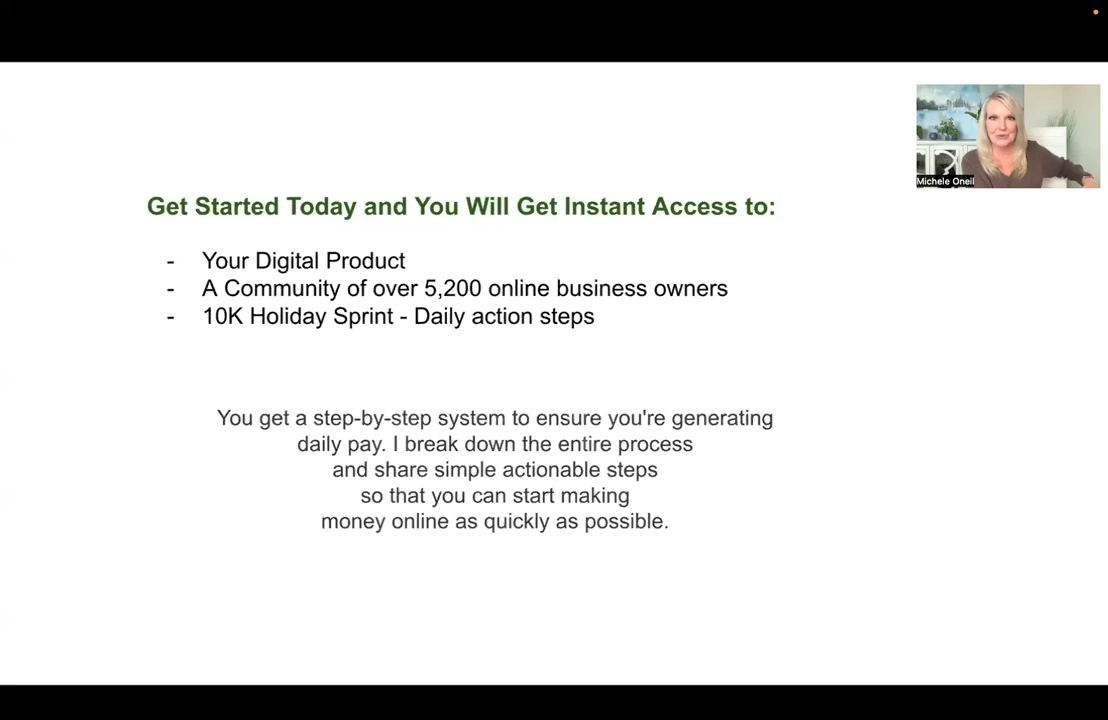 Michele Oneil
Get Started Today and You Will Get Instant Access to:
- Your Digital Product
- A Community of over 5,200 online business owners
- 10K Holiday Sprint - Daily action steps
You get a step-by-step system to ensure you're generating
daily pay. I break down the entire process
and share simple actionable steps
so that you can start making
money online as quickly as possible.